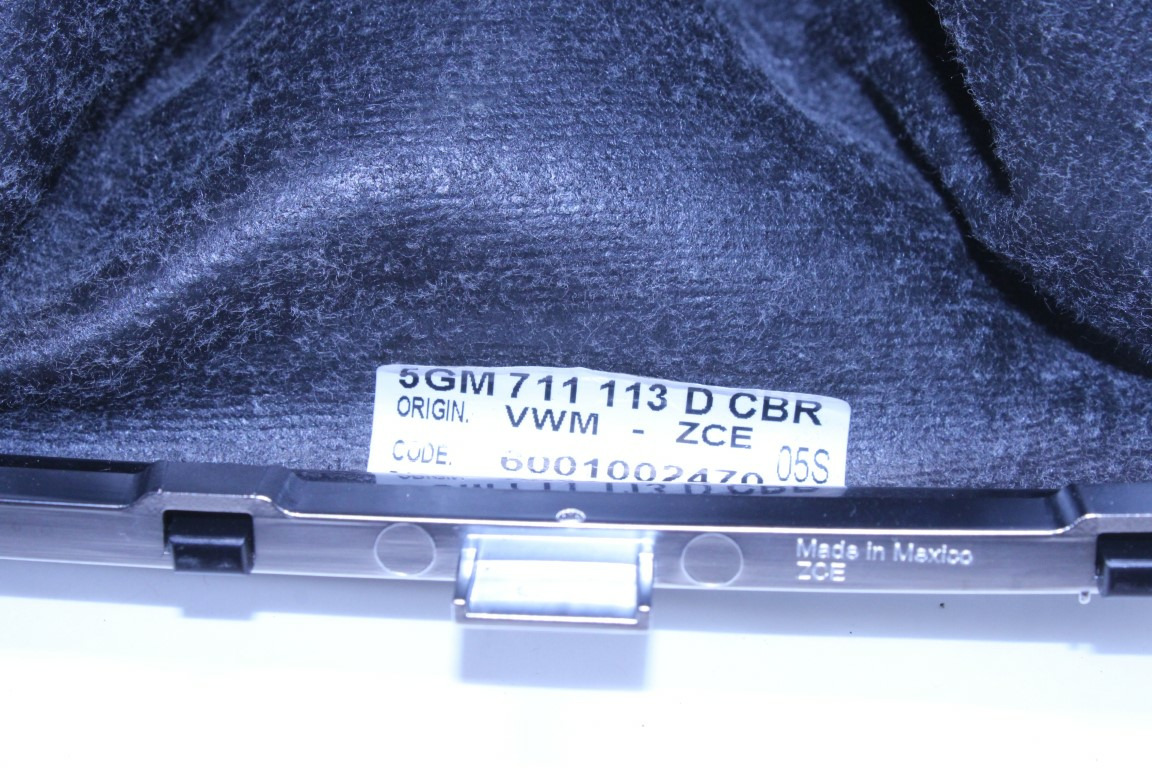 5GM 711 113 D CBR
ORIGIN. VWM - ZCE
CODE. 6001002470 05S
Made in Mexico
ZCE